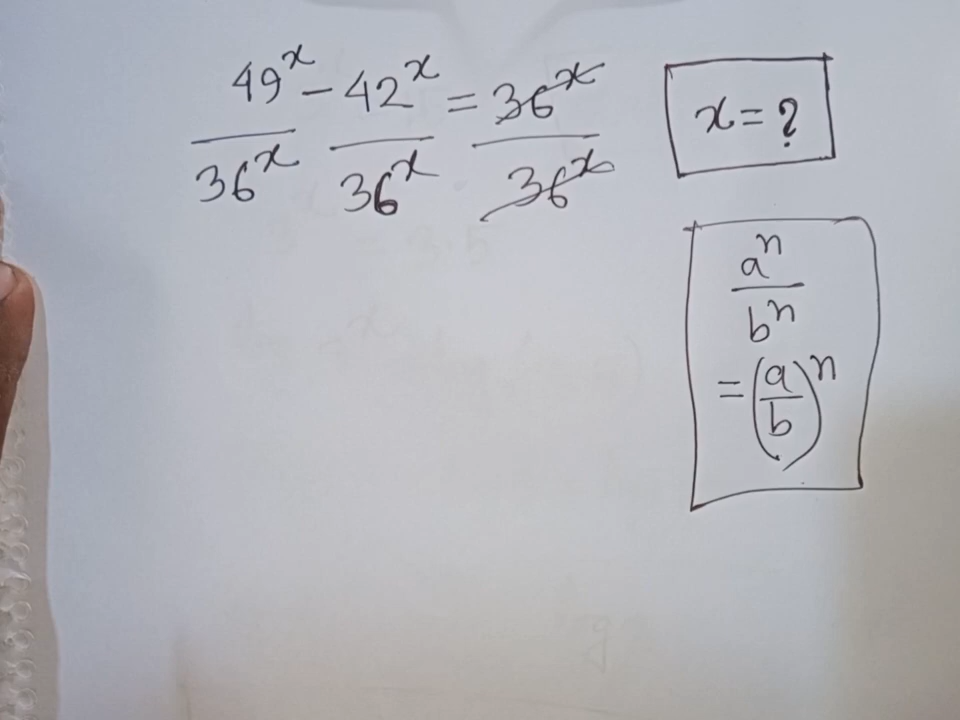 49^x - 42^x = 36^x
36^x 36^x 36^x
x = ?
a^n
b^n
= (a/b)^n